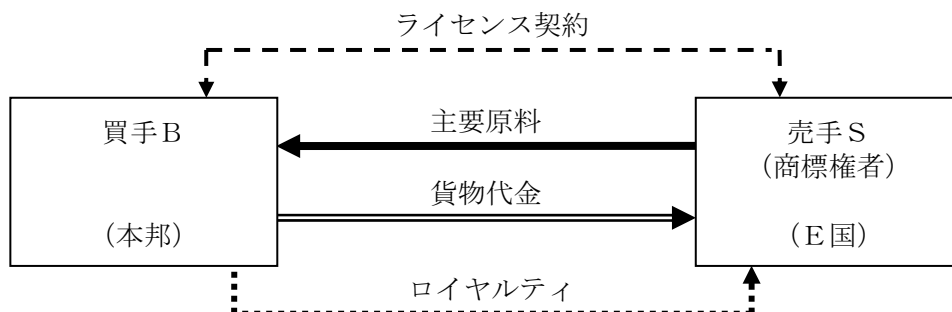 ライセンス契約
買手Ｂ
（本邦）
主要原料
貨物代金
売手Ｓ
（商標権者）
（Ｅ国）
ロイヤルティ